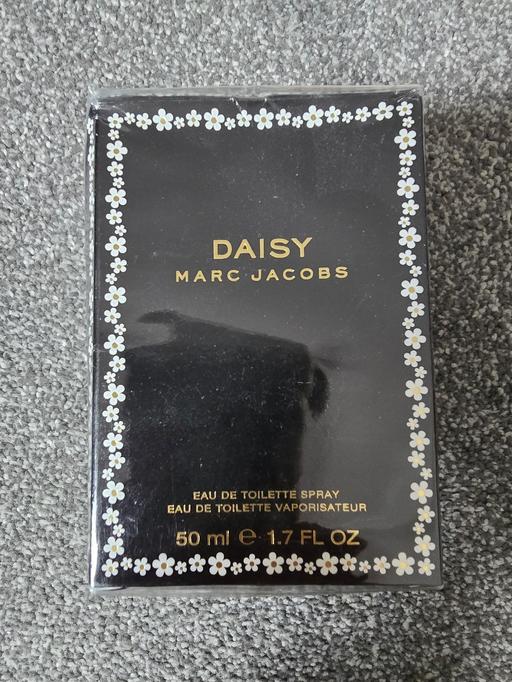 DAISY
MARC JACOBS
EAU DE TOILETTE SPRAY
EAU DE TOILETTE VAPORISATEUR
50 ml ℮ 1.7 FL OZ